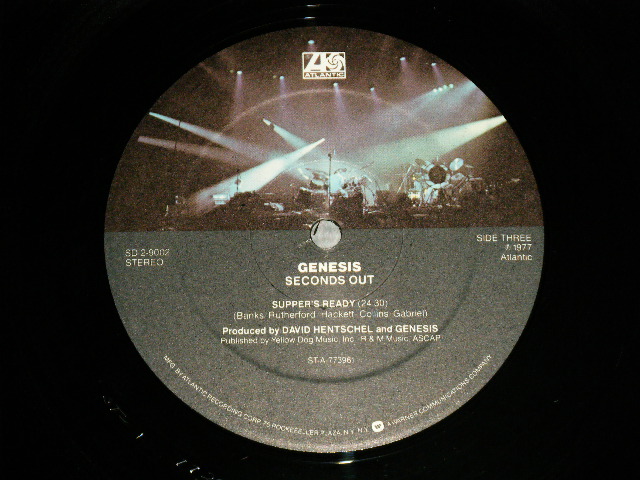 ATLANTIC
SD 2-9002
STEREO
SIDE THREE
℗ 1977
Atlantic
GENESIS
SECONDS OUT
SUPPER'S READY (24:30)
(Banks, Rutherford, Hackett, Collins, Gabriel)
Produced by DAVID HENTSCHEL and GENESIS
Published by Yellow Dog Music, Inc. R & M Music, ASCAP
ST-A-773961
MFG. BY ATLANTIC RECORDING CORP. 75 ROCKEFELLER PLAZA, N.Y. N.Y. A WARNER COMMUNICATIONS COMPANY